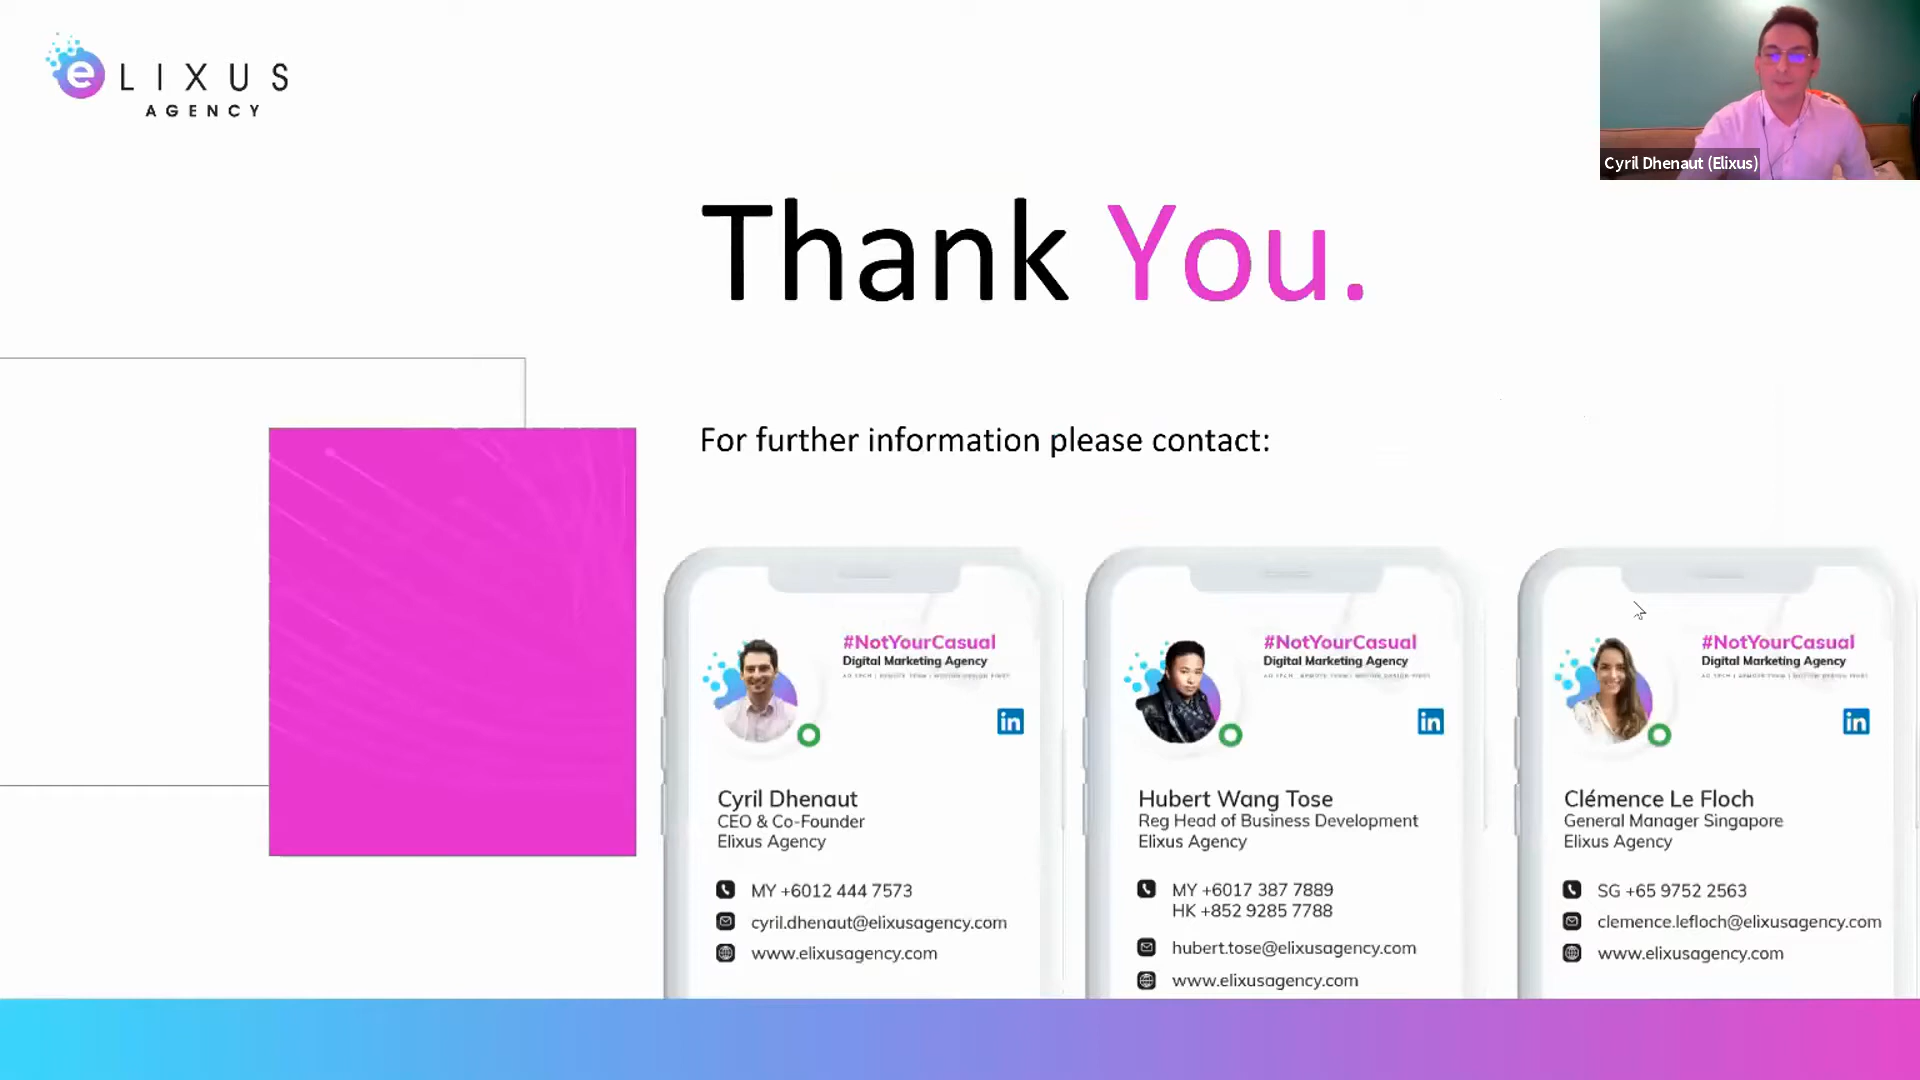 eLIXUS
AGENCY
Cyril Dhenaut (Elixus)
Thank You.
For further information please contact:
#NotYourCasual
Digital Marketing Agency
in
Cyril Dhenaut
CEO & Co-Founder
Elixus Agency
MY +6012 444 7573
cyril.dhenaut@elixusagency.com
www.elixusagency.com
#NotYourCasual
Digital Marketing Agency
in
Hubert Wang Tose
Reg Head of Business Development
Elixus Agency
MY +6017 387 7889
HK +852 9285 7788
hubert.tose@elixusagency.com
www.elixusagency.com
#NotYourCasual
Digital Marketing Agency
in
Clémence Le Floch
General Manager Singapore
Elixus Agency
SG +65 9752 2563
clemence.lefloch@elixusagency.com
www.elixusagency.com